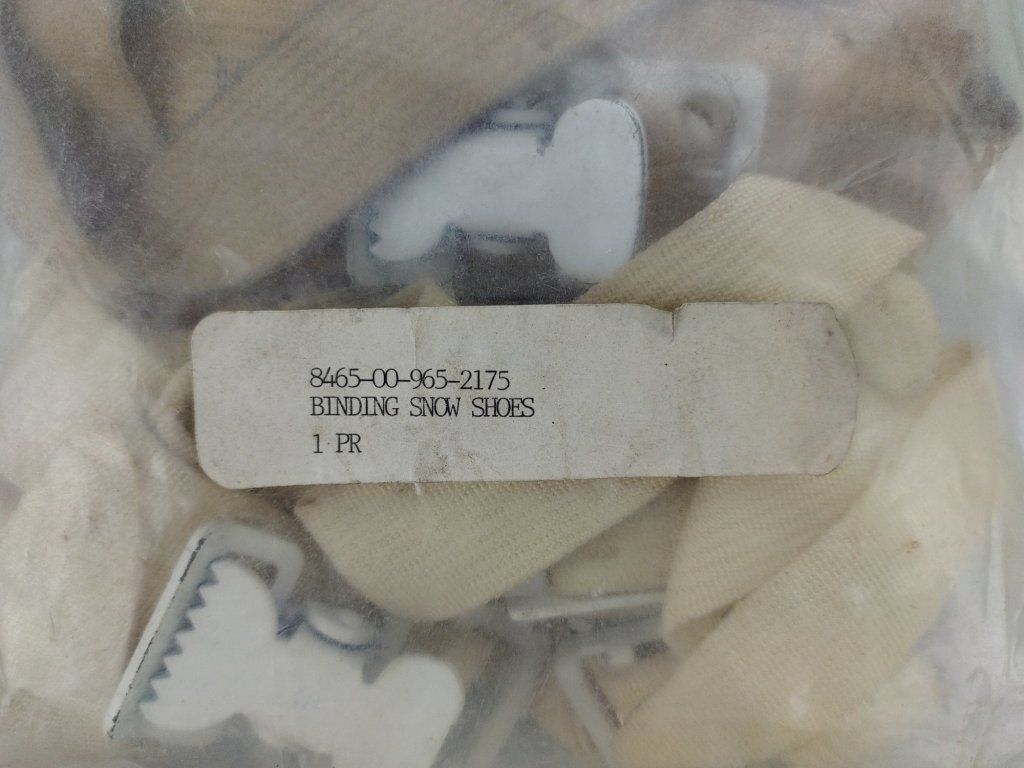 8465-00-965-2175
BINDING SNOW SHOES
1 PR